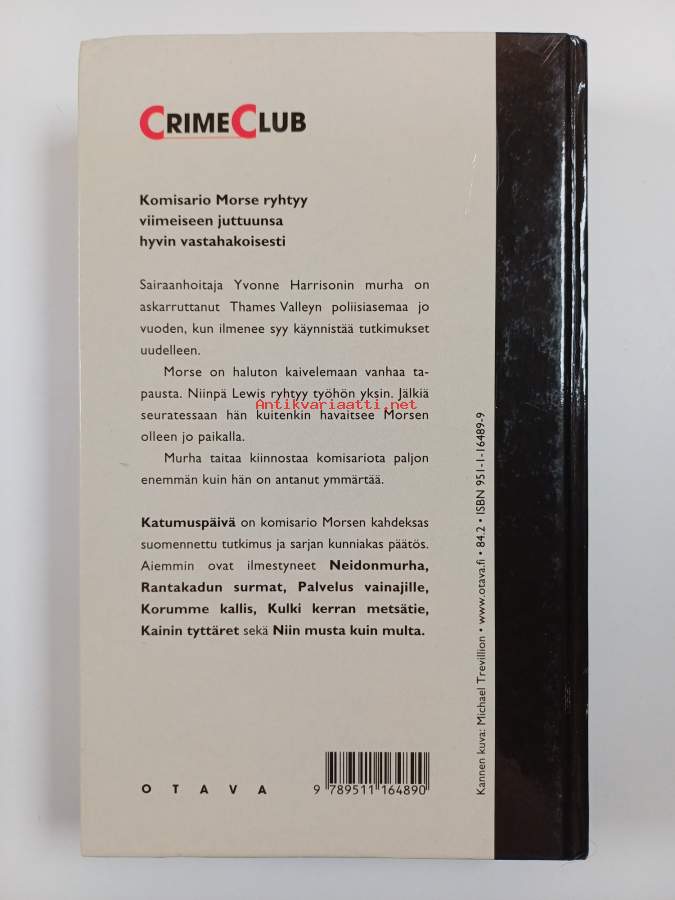 CRIMECLUB
Komisario Morse ryhtyy
viimeiseen juttuunsa
hyvin vastahakoisesti
Sairaanhoitaja Yvonne Harrisonin murha on
askarruttanut Thames Valleyn poliisiasemaa jo
vuoden, kun ilmenee syy käynnistää tutkimukset
uudelleen.
Morse on haluton kaivelemaan vanhaa ta-
pausta. Niinpä Lewis ryhtyy työhön yksin. Jälkiä
Antikvariaatti.net
seuratessaan hän kuitenkin havaitsee Morsen
olleen jo paikalla.
Murha taitaa kiinnostaa komisariota paljon
enemmän kuin hän on antanut ymmärtää.
Katumuspäivä on komisario Morsen kahdeksas
suomennettu tutkimus ja sarjan kunniakas päätös.
Aiemmin ovat ilmestyneet Neidonmurha,
Rantakadun surmat, Palvelus vainajille,
Korumme kallis, Kulki kerran metsätie,
Kainin tyttäret sekä Niin musta kuin multa.
OTAVA
9 789511 164890
Kannen kuva: Michael Trevillion • www.otava.fi • 84.2 • ISBN 951-1-16489-9